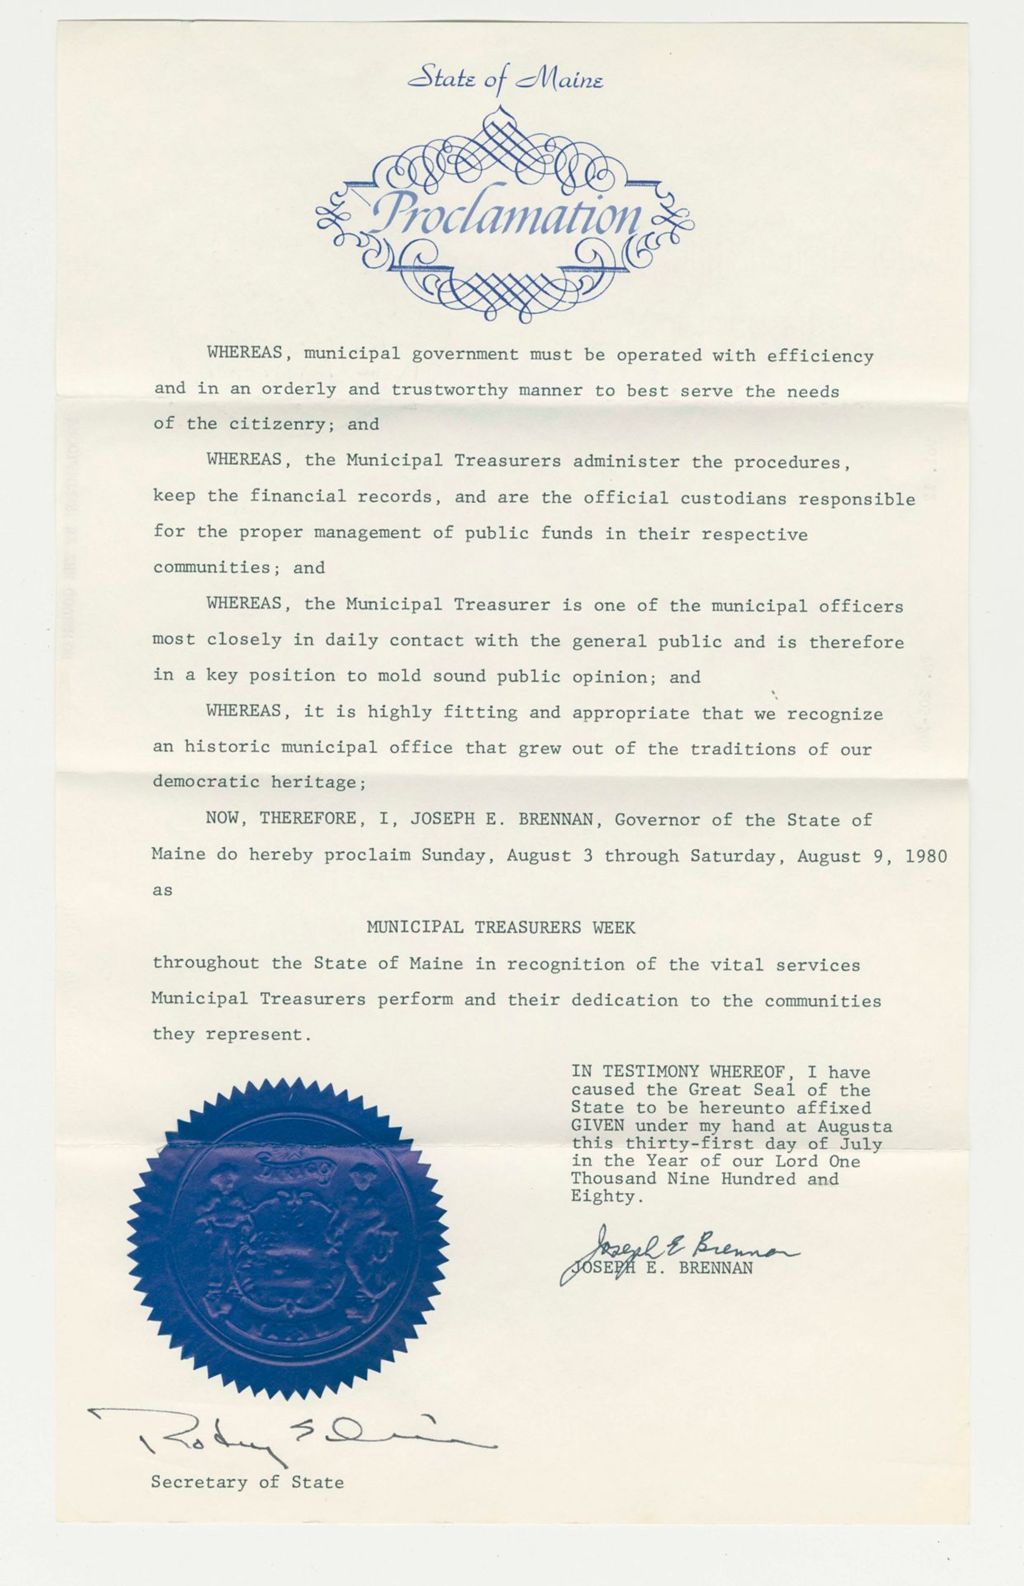 State of Maine
Proclamation
WHEREAS, municipal government must be operated with efficiency
and in an orderly and trustworthy manner to best serve the needs
of the citizenry; and
WHEREAS, the Municipal Treasurers administer the procedures,
keep the financial records, and are the official custodians responsible
for the proper management of public funds in their respective
communities; and
WHEREAS, the Municipal Treasurer is one of the municipal officers
most closely in daily contact with the general public and is therefore
in a key position to mold sound public opinion; and
WHEREAS, it is highly fitting and appropriate that we recognize
an historic municipal office that grew out of the traditions of our
democratic heritage;
NOW, THEREFORE, I, JOSEPH E. BRENNAN, Governor of the State of
Maine do hereby proclaim Sunday, August 3 through Saturday, August 9, 1980
as
MUNICIPAL TREASURERS WEEK
throughout the State of Maine in recognition of the vital services
Municipal Treasurers perform and their dedication to the communities
they represent.
IN TESTIMONY WHEREOF, I have
caused the Great Seal of the
State to be hereunto affixed
GIVEN under my hand at Augusta
this thirty-first day of July
in the Year of our Lord One
Thousand Nine Hundred and
Eighty.
Joseph E Brennan
JOSEPH E. BRENNAN
DIRIGO
MAINE
Rodney
Secretary of State